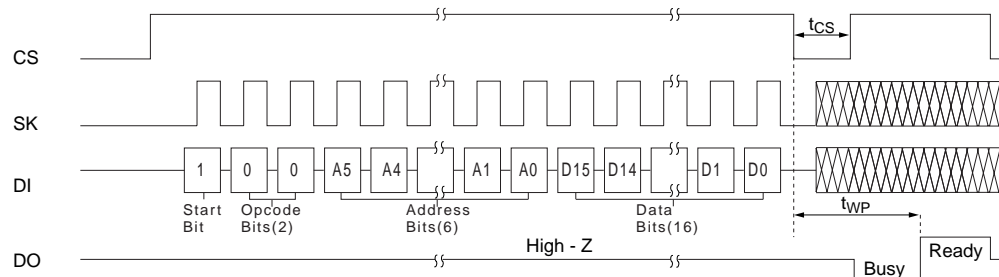 CS
tCS
SK
DI
1 0 0 A5 A4 A1 A0 D15 D14 D1 D0
Start
Bit
Opcode
Bits(2)
Address
Bits(6)
Data
Bits(16)
tWP
DO
High - Z
Busy
Ready